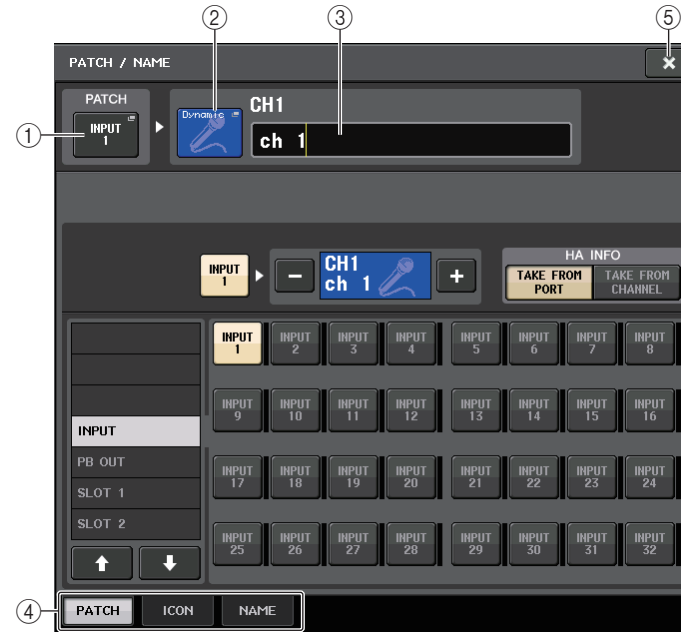 ② ③ ⑤
PATCH / NAME ×
PATCH
① INPUT 1
Dynamic
CH1
ch 1
INPUT 1
−
CH1
ch 1
+
HA INFO
TAKE FROM PORT
TAKE FROM CHANNEL
INPUT
PB OUT
SLOT 1
SLOT 2
INPUT 1 INPUT 2 INPUT 3 INPUT 4 INPUT 5 INPUT 6 INPUT 7 INPUT 8
INPUT 9 INPUT 10 INPUT 11 INPUT 12 INPUT 13 INPUT 14 INPUT 15 INPUT 16
INPUT 17 INPUT 18 INPUT 19 INPUT 20 INPUT 21 INPUT 22 INPUT 23 INPUT 24
INPUT 25 INPUT 26 INPUT 27 INPUT 28 INPUT 29 INPUT 30 INPUT 31 INPUT 32
④ PATCH ICON NAME